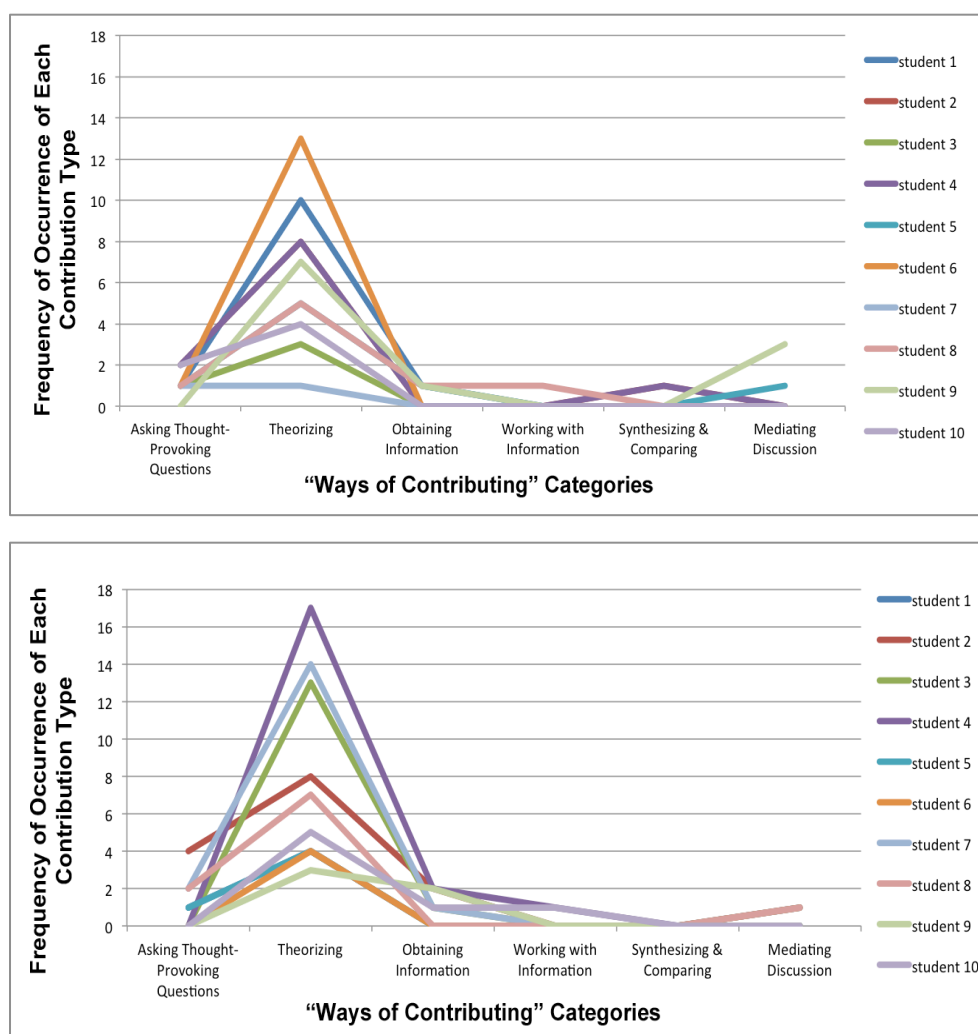 Frequency of Occurrence of Each
Contribution Type
18
16
14
12
10
8
6
4
2
0
Asking Thought-
Provoking
Questions
Theorizing
Obtaining
Information
Working with
Information
Synthesizing &
Comparing
Mediating
Discussion
“Ways of Contributing” Categories
student 1
student 2
student 3
student 4
student 5
student 6
student 7
student 8
student 9
student 10
Frequency of Occurrence of Each
Contribution Type
18
16
14
12
10
8
6
4
2
0
Asking Thought-
Provoking
Questions
Theorizing
Obtaining
Information
Working with
Information
Synthesizing &
Comparing
Mediating
Discussion
“Ways of Contributing” Categories
student 1
student 2
student 3
student 4
student 5
student 6
student 7
student 8
student 9
student 10